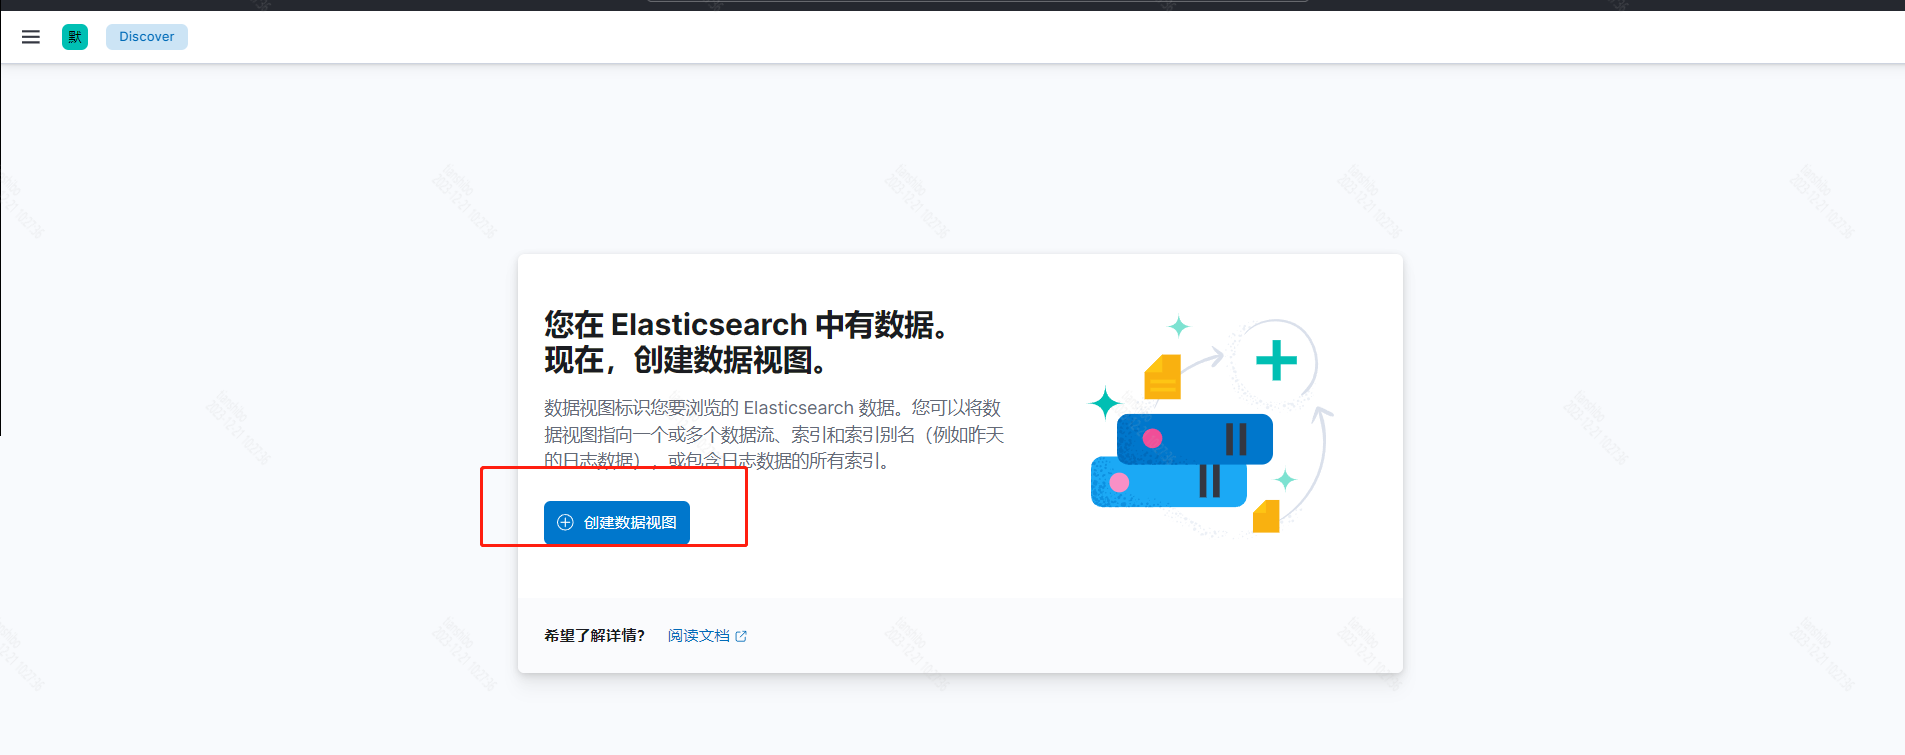 默 Discover
您在 Elasticsearch 中有数据。
现在，创建数据视图。
数据视图标识您要浏览的 Elasticsearch 数据。您可以将数
据视图指向一个或多个数据流、索引和索引别名（例如昨天
的日志数据），或包含日志数据的所有索引。
创建数据视图
希望了解详情? 阅读文档